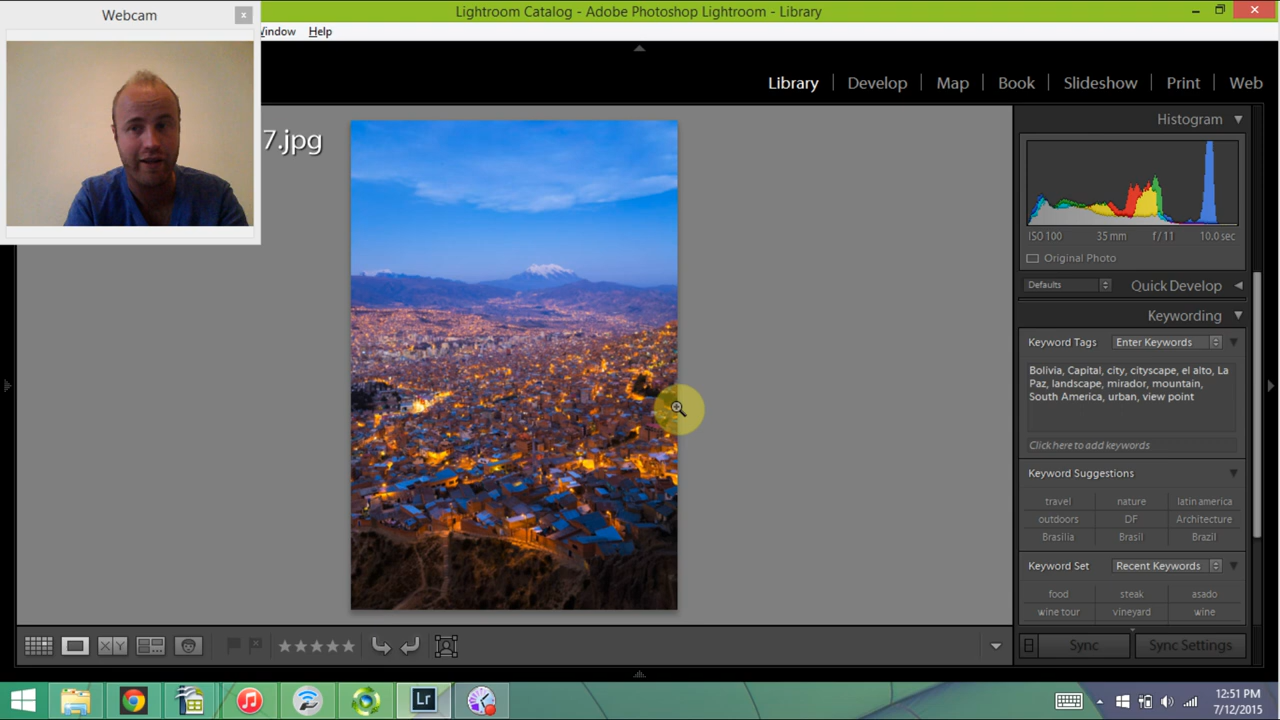 Webcam x
Lightroom Catalog - Adobe Photoshop Lightroom - Library
Window Help
Library | Develop | Map | Book | Slideshow | Print | Web
7.jpg
Histogram
ISO 100 35 mm f / 11 10.0 sec
Original Photo
Defaults Quick Develop
Keywording
Keyword Tags Enter Keywords
Bolivia, Capital, city, cityscape, el alto, La
Paz, landscape, mirador, mountain,
South America, urban, view point
Click here to add keywords
Keyword Suggestions
travel nature latin america
outdoors DF Architecture
Brasilia Brasil Brazil
Keyword Set Recent Keywords
food steak asado
wine tour vineyard wine
X Y
Sync Sync Settings
Lr
12:51 PM
7/12/2015